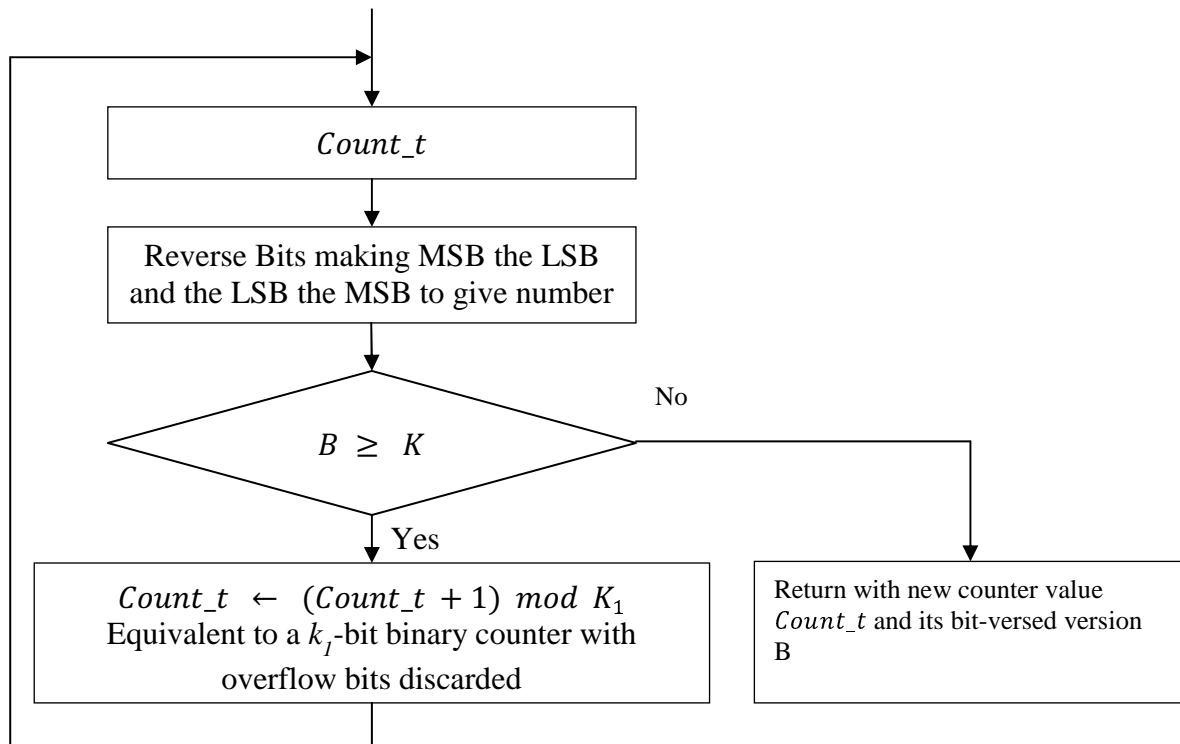 Count_t
Reverse Bits making MSB the LSB
and the LSB the MSB to give number
No
B ≥ K
Yes
Count_t ← (Count_t + 1) mod K₁
Equivalent to a k₁-bit binary counter with
overflow bits discarded
Return with new counter value
Count_t and its bit-versed version
B